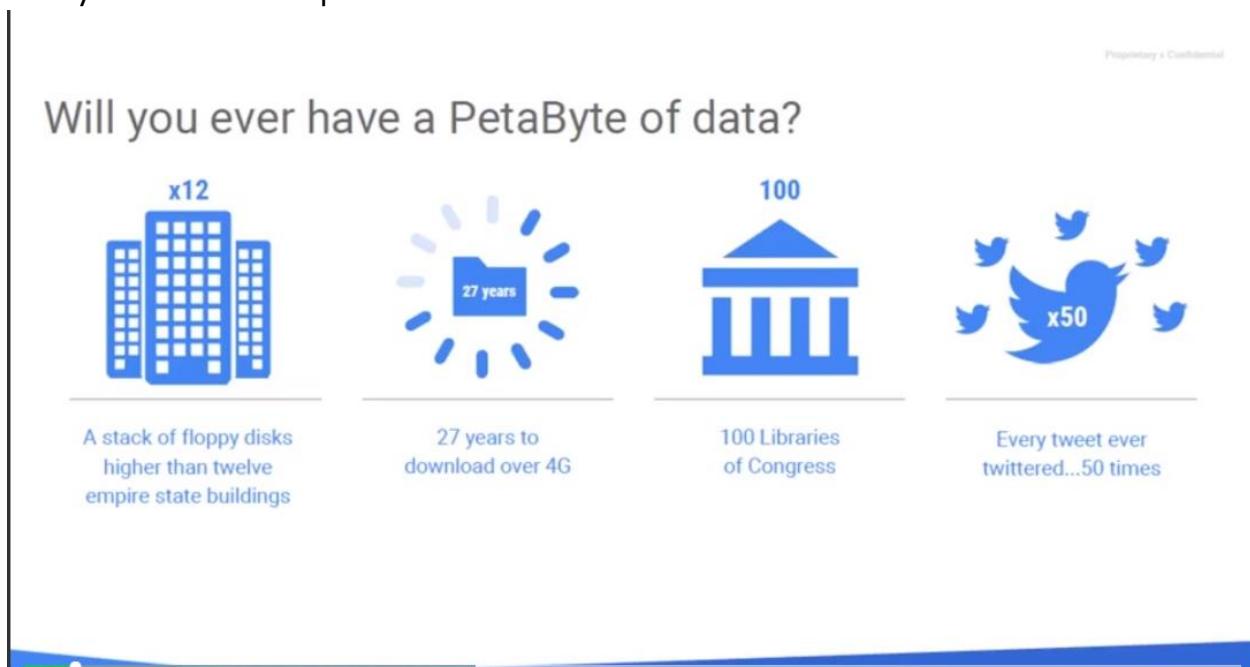 Proprietary + Confidential
Will you ever have a PetaByte of data?
x12
27 years
100
x50
A stack of floppy disks
higher than twelve
empire state buildings
27 years to
download over 4G
100 Libraries
of Congress
Every tweet ever
twittered...50 times